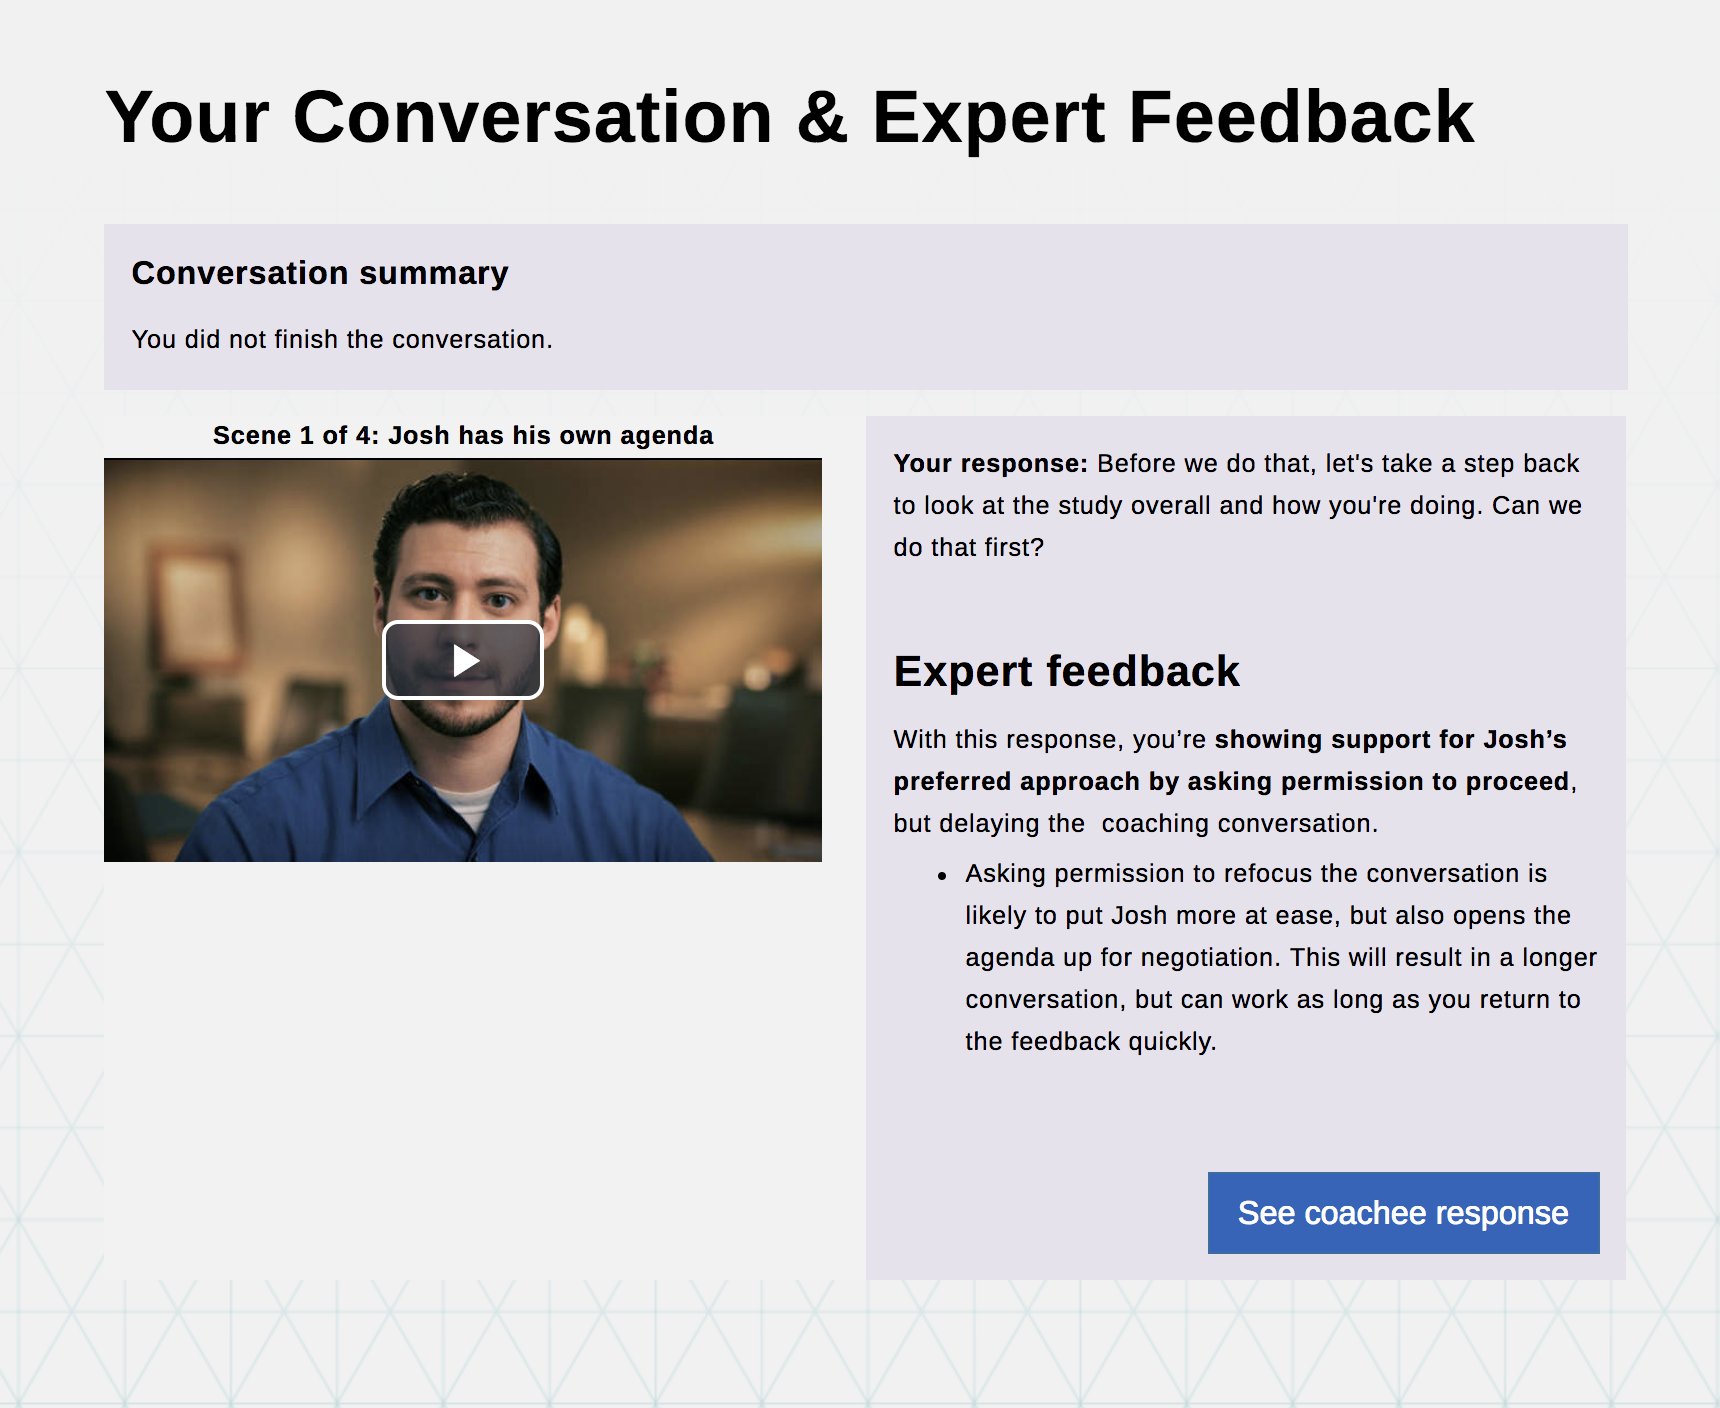 Your Conversation & Expert Feedback
Conversation summary
You did not finish the conversation.
Scene 1 of 4: Josh has his own agenda
Your response: Before we do that, let's take a step back
to look at the study overall and how you're doing. Can we
do that first?
Expert feedback
With this response, you’re showing support for Josh’s
preferred approach by asking permission to proceed,
but delaying the  coaching conversation.
• Asking permission to refocus the conversation is
likely to put Josh more at ease, but also opens the
agenda up for negotiation. This will result in a longer
conversation, but can work as long as you return to
the feedback quickly.
See coachee response